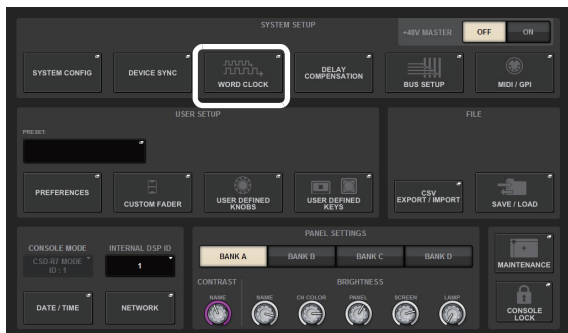 SYSTEM SETUP
+48V MASTER
OFF
ON
SYSTEM CONFIG
DEVICE SYNC
WORD CLOCK
DELAY
COMPENSATION
BUS SETUP
MIDI / GPI
USER SETUP
FILE
PRESET
PREFERENCES
CUSTOM FADER
USER DEFINED
KNOBS
USER DEFINED
KEYS
CSV
EXPORT / IMPORT
SAVE / LOAD
PANEL SETTINGS
CONSOLE MODE
INTERNAL DSP ID
CSD-R7 MODE
ID : 1
1
BANK A
BANK B
BANK C
BANK D
MAINTENANCE
CONTRAST
BRIGHTNESS
NAME
NAME
CH COLOR
PANEL
SCREEN
LAMP
DATE / TIME
NETWORK
CONSOLE
LOCK